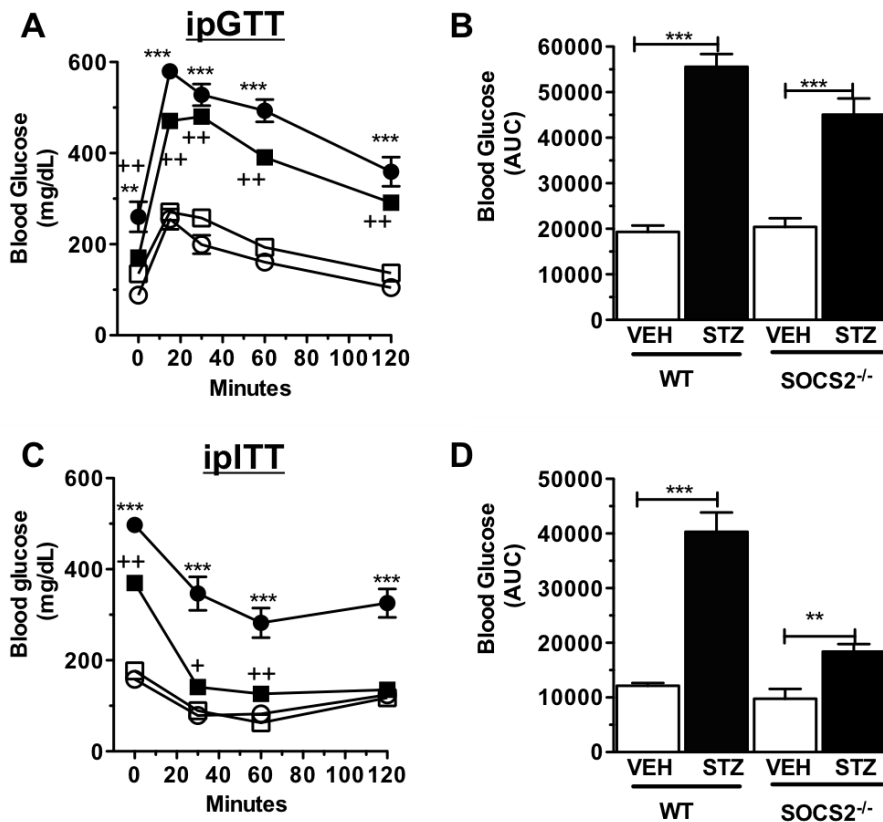 A ipGTT
Blood Glucose
(mg/dL)
600
400
200
0
***
***
***
***
++
**
++
++
++
++
0 20 40 60 80 100 120
Minutes
B
Blood Glucose
(AUC)
60000
50000
40000
30000
20000
10000
0
***
***
VEH STZ VEH STZ
WT SOCS2-/-
C ipITT
Blood glucose
(mg/dL)
600
400
200
0
***
***
***
***
++
+
++
0 20 40 60 80 100 120
Minutes
D
Blood Glucose
(AUC)
50000
40000
30000
20000
10000
0
***
**
VEH STZ VEH STZ
WT SOCS2-/-